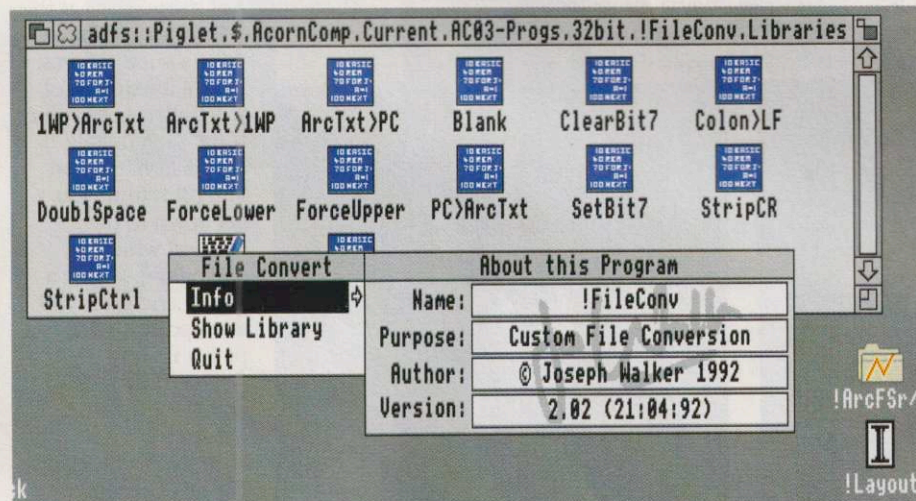 adfs::Piglet.$.AcornComp.Current.AC03-Progs.32bit.!FileConv.Libraries
1WP>ArcTxt ArcTxt>1WP ArcTxt>PC Blank ClearBit7 Colon>LF
DoublSpace ForceLower ForceUpper PC>ArcTxt SetBit7 StripCR
StripCtrl
File Convert
Info
Show Library
Quit
About this Program
Name: !FileConv
Purpose: Custom File Conversion
Author: © Joseph Walker 1992
Version: 2.02 (21:04:92)
!ArcFSr/
!Layout